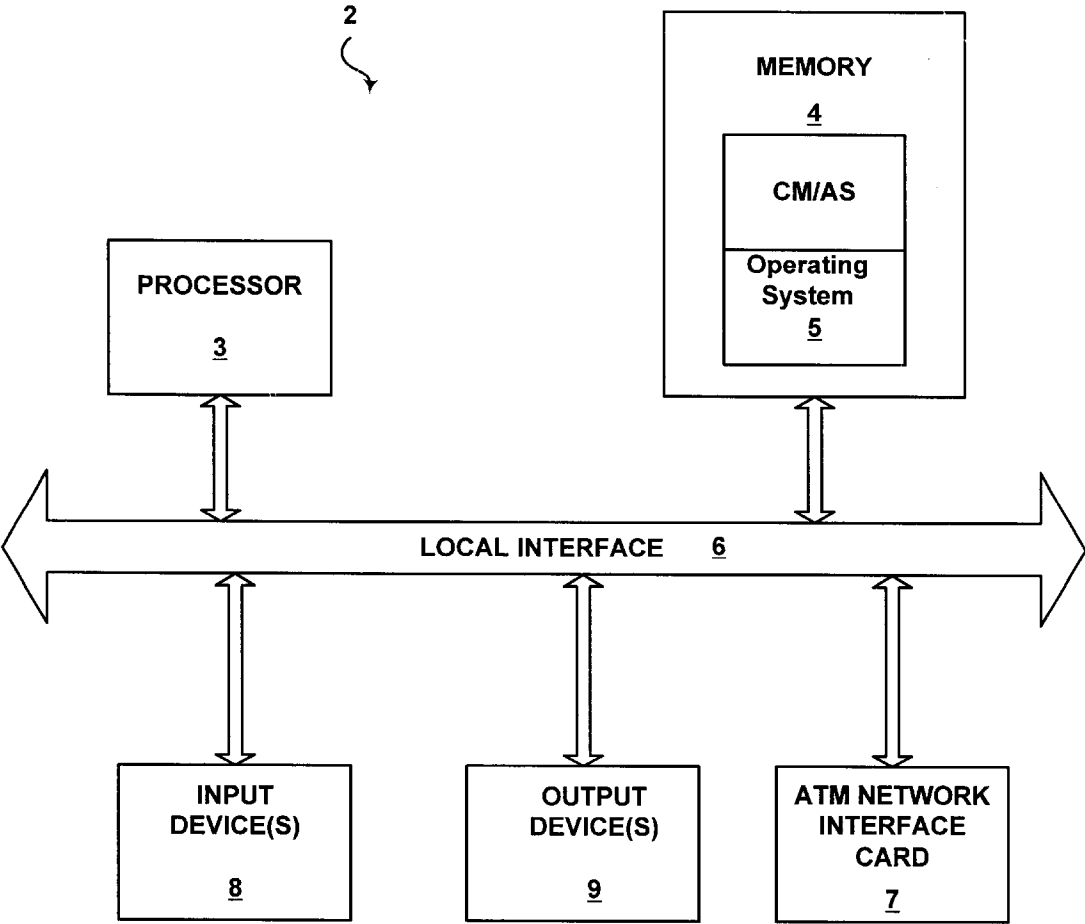 2
MEMORY
4
CM/AS
Operating
System
5
PROCESSOR
3
LOCAL INTERFACE 6
INPUT
DEVICE(S)
8
OUTPUT
DEVICE(S)
9
ATM NETWORK
INTERFACE
CARD
7